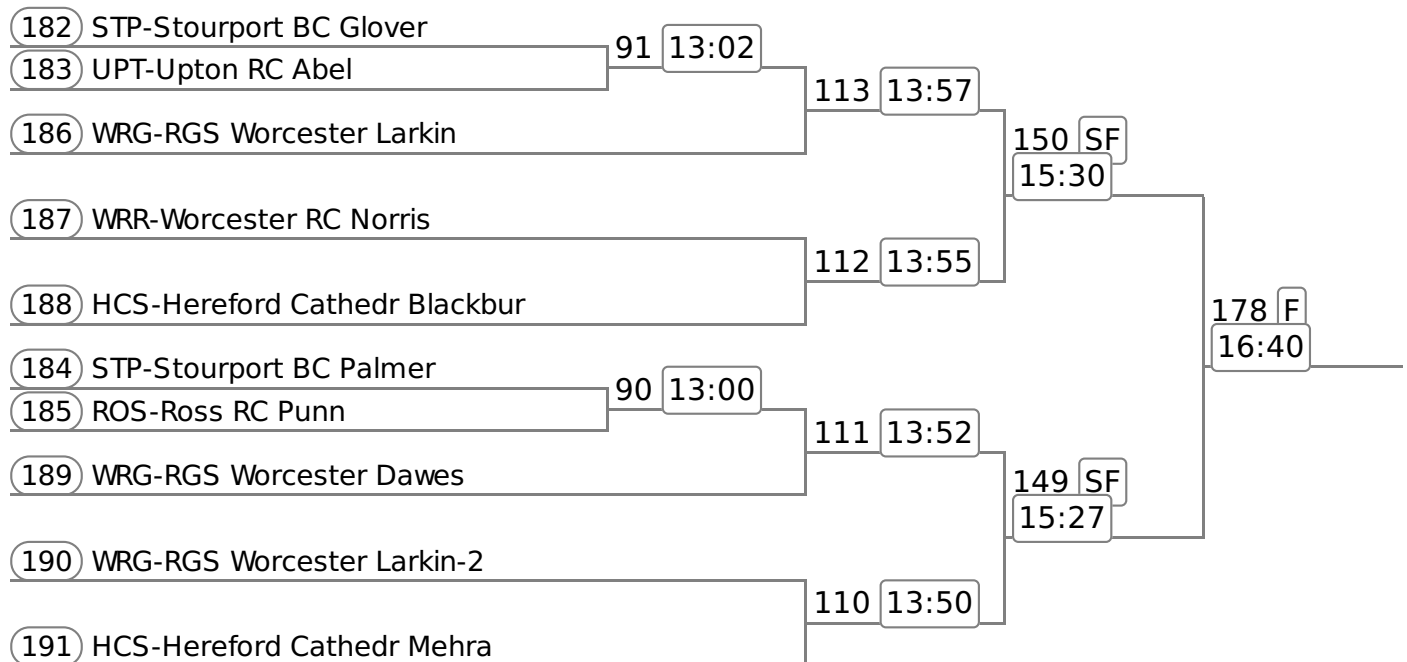 182 STP-Stourport BC Glover
91 13:02
183 UPT-Upton RC Abel
113 13:57
186 WRG-RGS Worcester Larkin
150 SF
15:30
187 WRR-Worcester RC Norris
112 13:55
188 HCS-Hereford Cathedr Blackbur
178 F
16:40
184 STP-Stourport BC Palmer
90 13:00
185 ROS-Ross RC Punn
111 13:52
189 WRG-RGS Worcester Dawes
149 SF
15:27
190 WRG-RGS Worcester Larkin-2
110 13:50
191 HCS-Hereford Cathedr Mehra